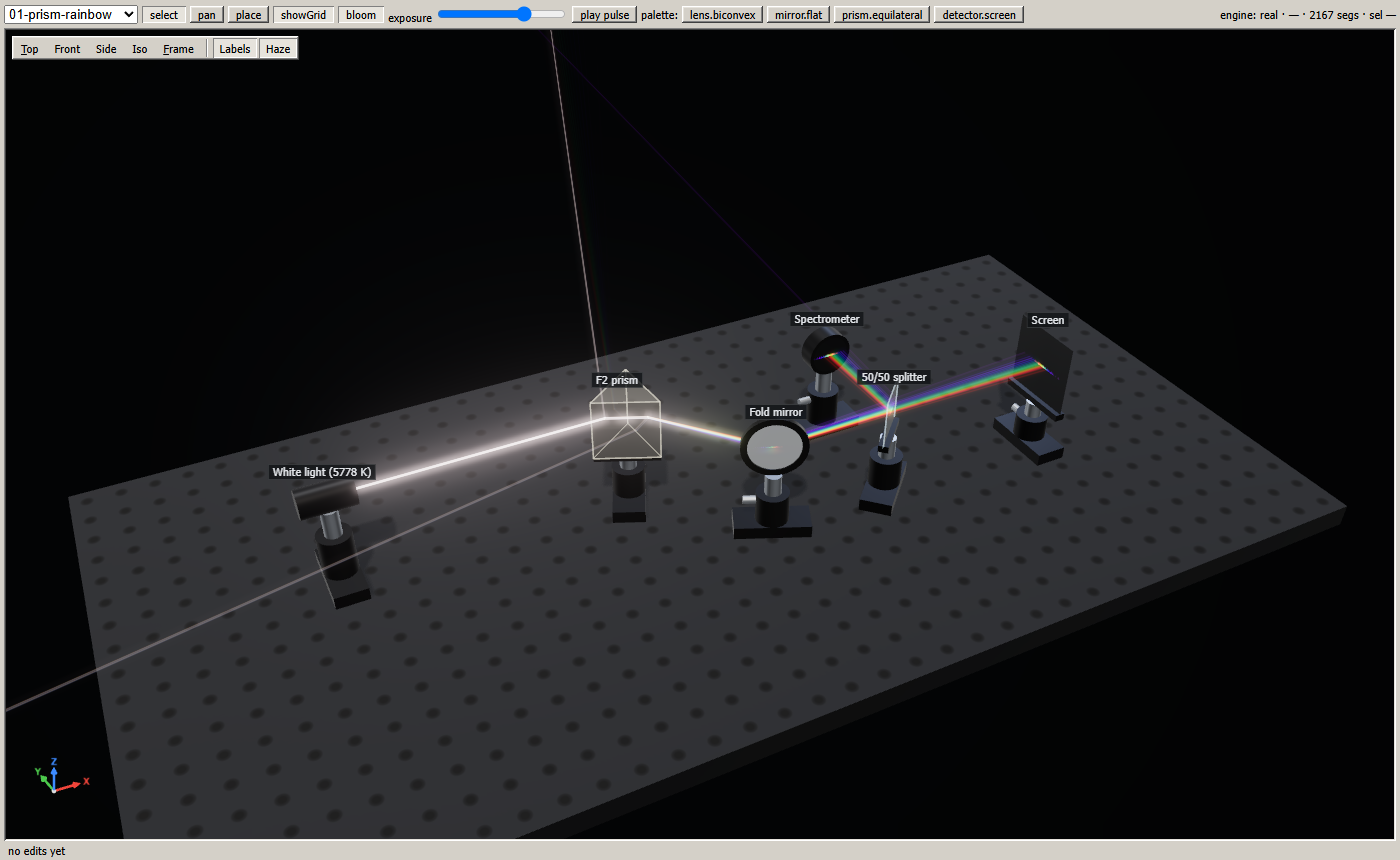 01-prism-rainbow select pan place showGrid bloom exposure play pulse palette: lens.biconvex mirror.flat prism.equilateral detector.screen engine: real · — · 2167 segs · sel —
Top Front Side Iso Frame Labels Haze
Spectrometer
Screen
50/50 splitter
F2 prism
Fold mirror
White light (5778 K)
Z
Y
X
no edits yet